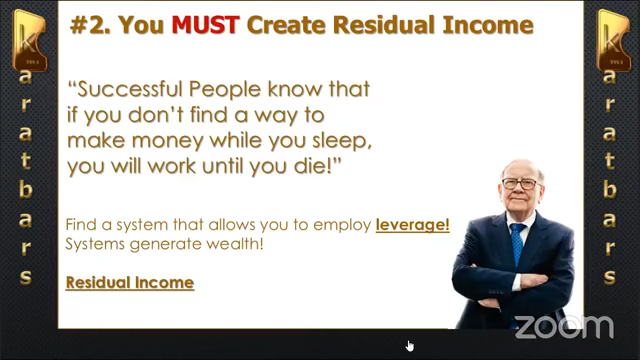 #2. You MUST Create Residual Income
“Successful People know that
if you don’t find a way to
make money while you sleep,
you will work until you die!”
Find a system that allows you to employ leverage!
Systems generate wealth!
Residual Income
k
karatbars
k
karatbars
zoom